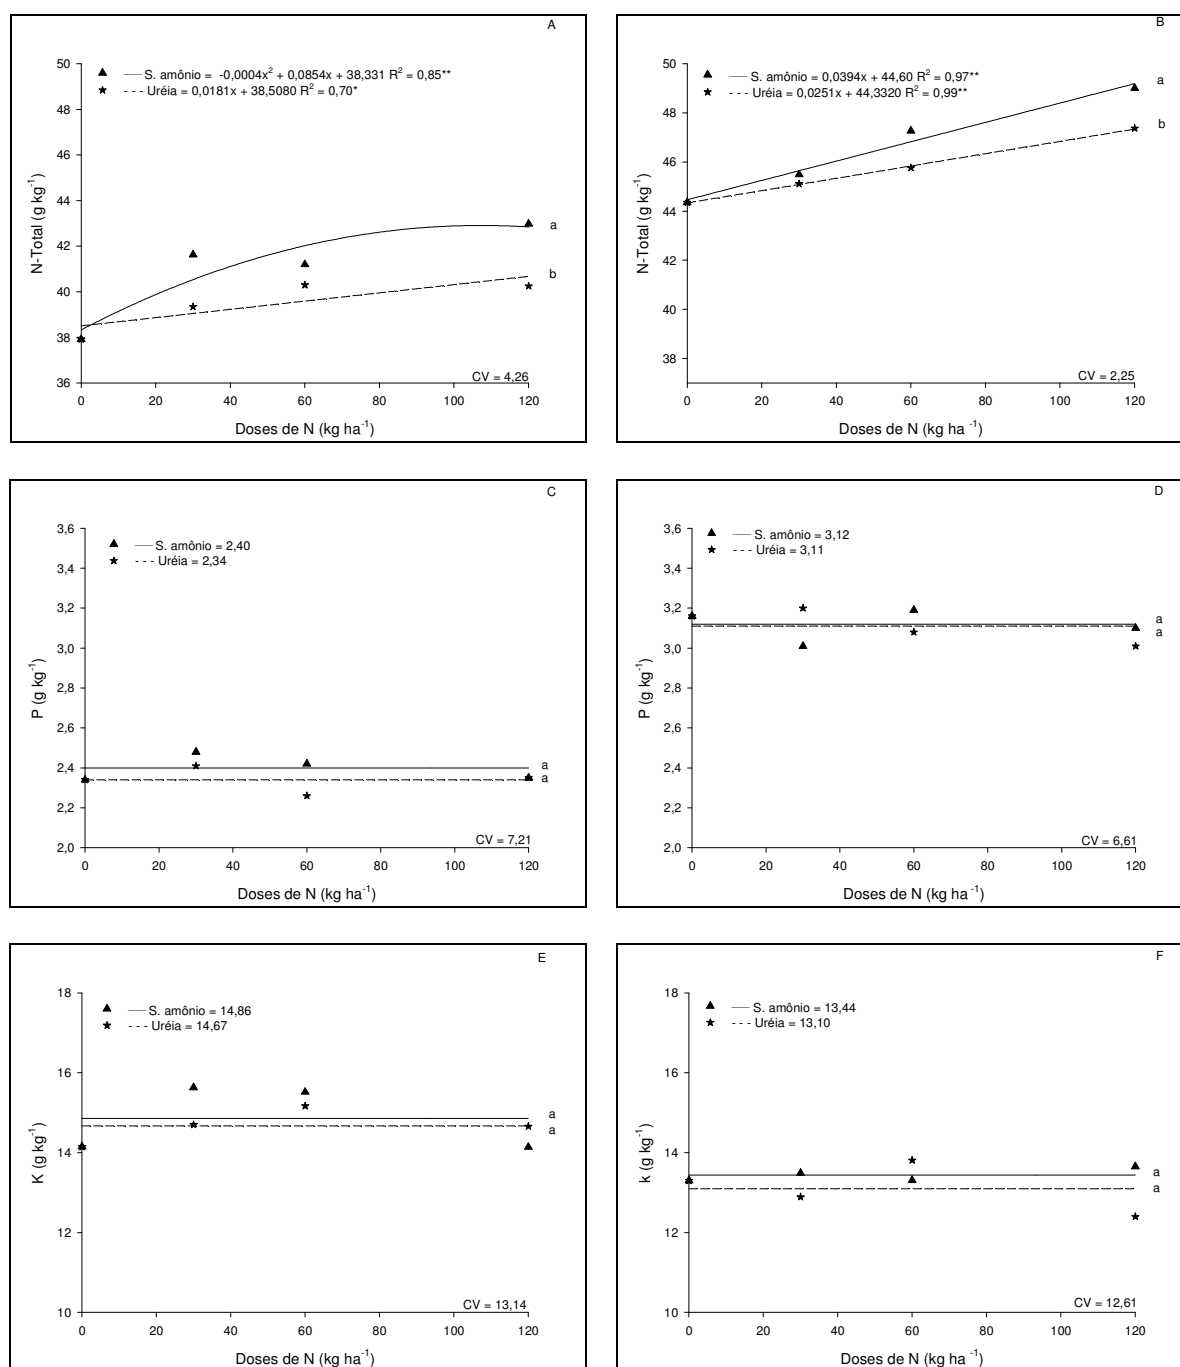 A
S. amônio = -0,0004x² + 0,0854x + 38,331 R² = 0,85**
Uréia = 0,0181x + 38,5080 R² = 0,70*
50
48
46
44
42
40
38
36
N-Total (g kg⁻¹)
a
b
CV = 4,26
0 20 40 60 80 100 120
Doses de N (kg ha⁻¹)
B
S. amônio = 0,0394x + 44,60 R² = 0,97**
Uréia = 0,0251x + 44,3320 R² = 0,99**
50
48
46
44
42
40
38
N-Total (g kg⁻¹)
a
b
CV = 2,25
0 20 40 60 80 100 120
Doses de N (kg ha⁻¹)
C
S. amônio = 2,40
Uréia = 2,34
3,6
3,4
3,2
3,0
2,8
2,6
2,4
2,2
2,0
P (g kg⁻¹)
a
a
CV = 7,21
0 20 40 60 80 100 120
Doses de N (kg ha⁻¹)
D
S. amônio = 3,12
Uréia = 3,11
3,6
3,4
3,2
3,0
2,8
2,6
2,4
2,2
2,0
P (g kg⁻¹)
a
a
CV = 6,61
0 20 40 60 80 100 120
Doses de N (kg ha⁻¹)
E
S. amônio = 14,86
Uréia = 14,67
18
16
14
12
10
K (g kg⁻¹)
a
a
CV = 13,14
0 20 40 60 80 100 120
Doses de N (kg ha⁻¹)
F
S. amônio = 13,44
Uréia = 13,10
18
16
14
12
10
k (g kg⁻¹)
a
a
CV = 12,61
0 20 40 60 80 100 120
Doses de N (kg ha⁻¹)